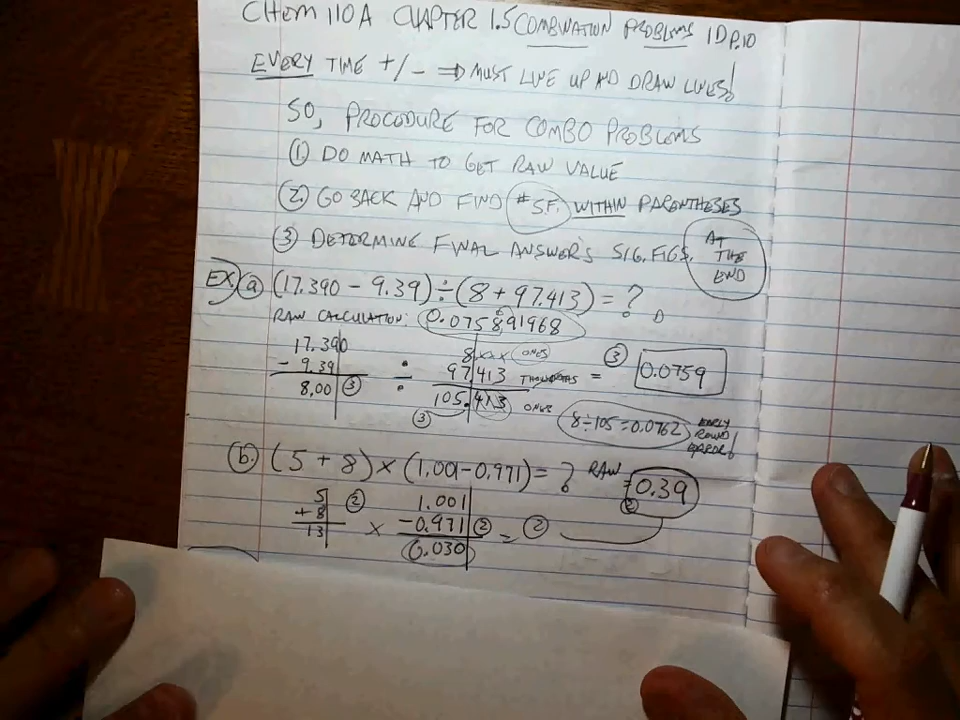 CHEM 110A CHAPTER 1.5 COMBINATION PROBLEMS 1D P.10
EVERY TIME +/- ⇒ MUST LINE UP AND DRAW LINES!
SO, PROCEDURE FOR COMBO PROBLEMS
① DO MATH TO GET RAW VALUE
②. GO BACK AND FIND # S.F. WITHIN PARENTHESES
③ DETERMINE FINAL ANSWER'S SIG. FIGS. AT THE END
EX) ⓐ (17.390 - 9.39) ÷ (8 + 97.413) = ?
RAW CALCULATION: 0.075891968
17.390
- 9.39
8.00 ③
÷
8.xxx ONES
97.413 THOUSANDTHS
105.413 ONES
③
= ③ 0.0759
8 ÷ 105 = 0.0762 EARLY ROUND ERROR!
ⓑ. (5 + 8) × (1.001 - 0.971) = ? RAW = 0.39
5
+ 8
13 ②
×
1.001
- 0.971 ②
0.030
= ②
②